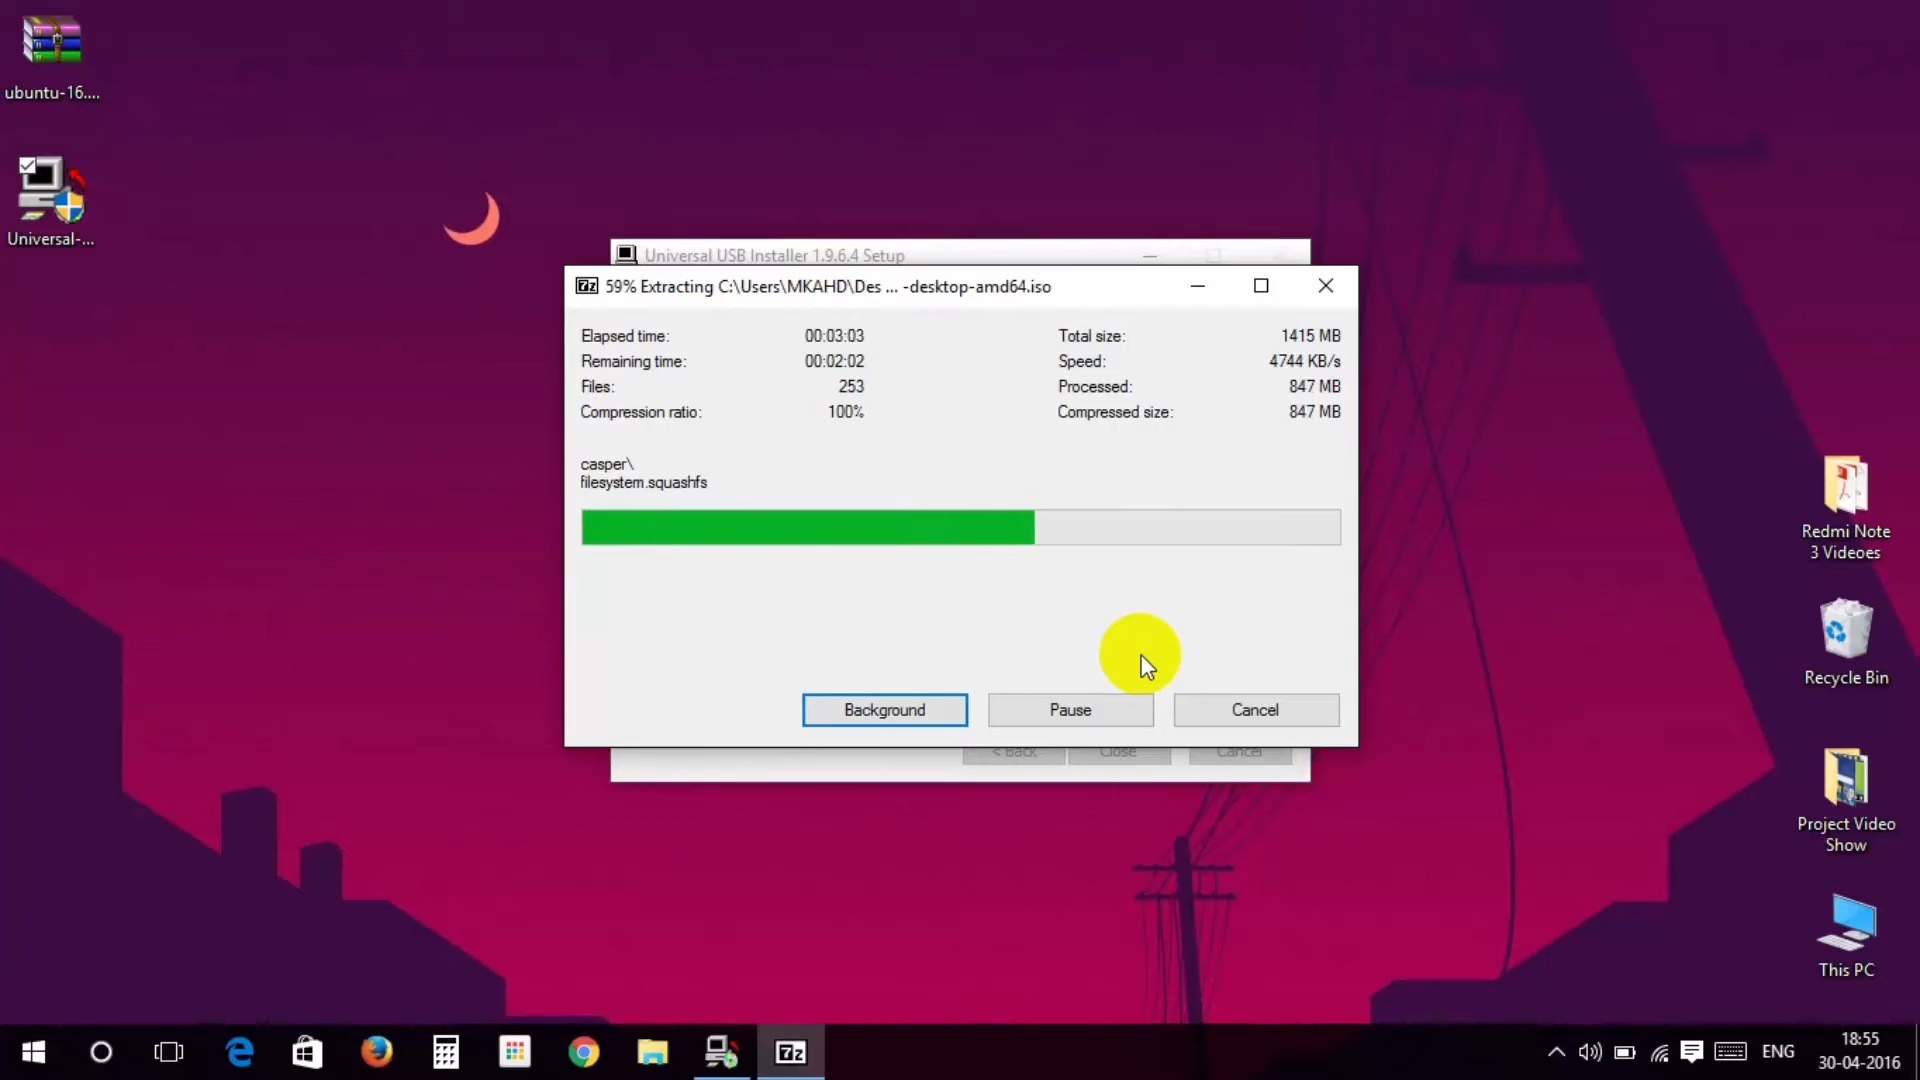 ubuntu-16....
Universal-...
Universal USB Installer 1.9.6.4 Setup
59% Extracting C:\Users\MKAHD\Des ... -desktop-amd64.iso
Elapsed time: 00:03:03 Total size: 1415 MB
Remaining time: 00:02:02 Speed: 4744 KB/s
Files: 253 Processed: 847 MB
Compression ratio: 100% Compressed size: 847 MB
casper\
filesystem.squashfs
Background Pause Cancel
< Back Close Cancel
Redmi Note
3 Videoes
Recycle Bin
Project Video
Show
This PC
7z
ENG
18:55
30-04-2016